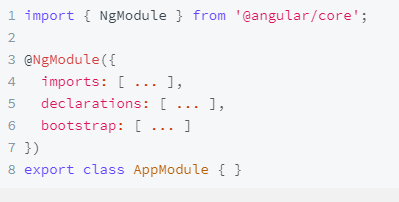 1 import { NgModule } from '@angular/core';
2
3 @NgModule({
4   imports: [ ... ],
5   declarations: [ ... ],
6   bootstrap: [ ... ]
7 })
8 export class AppModule { }